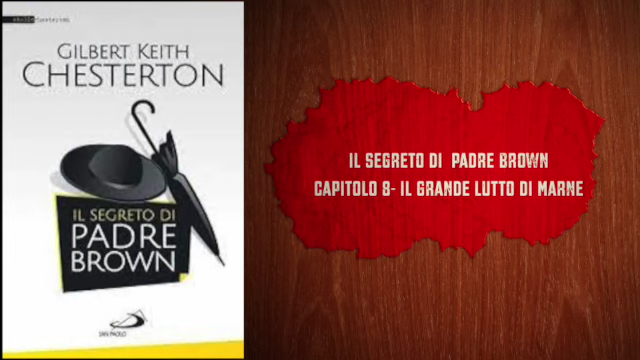 GILBERT KEITH
CHESTERTON
IL SEGRETO DI
PADRE
BROWN
SAN PAOLO
IL SEGRETO DI PADRE BROWN
CAPITOLO 8- IL GRANDE LUTTO DI MARNE